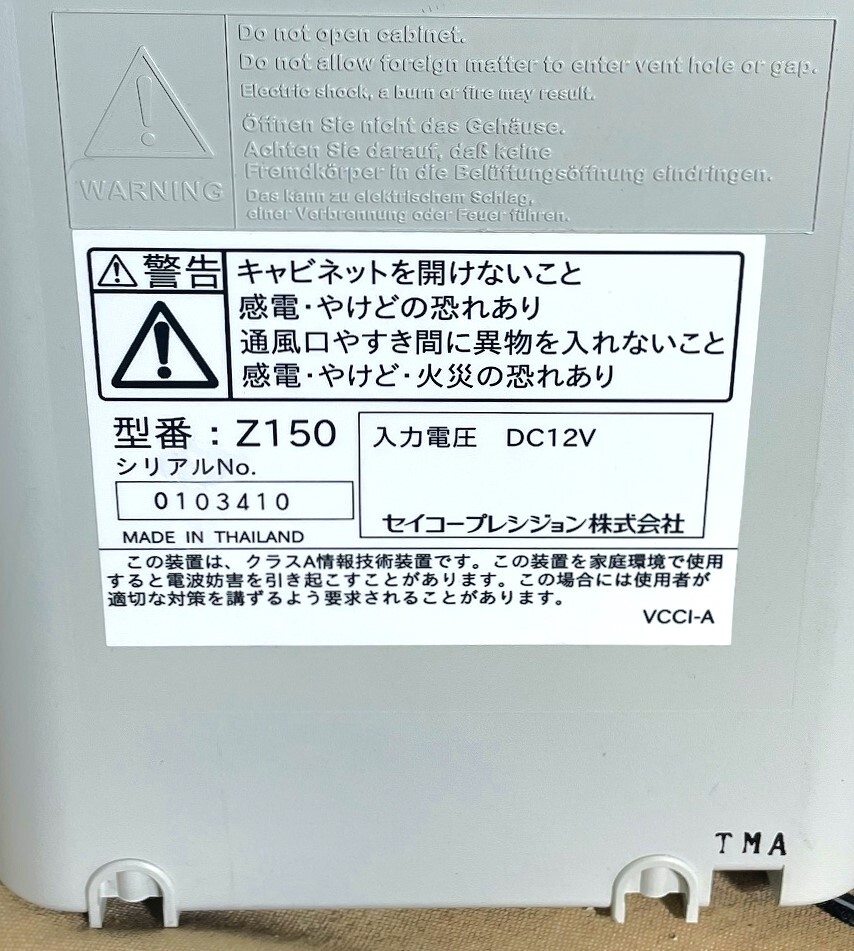 Do not open cabinet.
Do not allow foreign matter to enter vent hole or gap.
Electric shock, a burn or fire may result.
Öffnen Sie nicht das Gehäuse.
Achten Sie darauf, daß keine
Fremdkörper in die Belüftungsöffnung eindringen.
Das kann zu elektrischem Schlag,
einer Verbrennung oder Feuer führen.
WARNING
警告
キャビネットを開けないこと
感電・やけどの恐れあり
通風口やすき間に異物を入れないこと
感電・やけど・火災の恐れあり
型番：Z150
シリアルNo.
0103410
MADE IN THAILAND
入力電圧 DC12V
セイコープレシジョン株式会社
この装置は、クラスA情報技術装置です。この装置を家庭環境で使用
すると電波妨害を引き起こすことがあります。この場合には使用者が
適切な対策を講ずるよう要求されることがあります。
VCCI-A
TMA